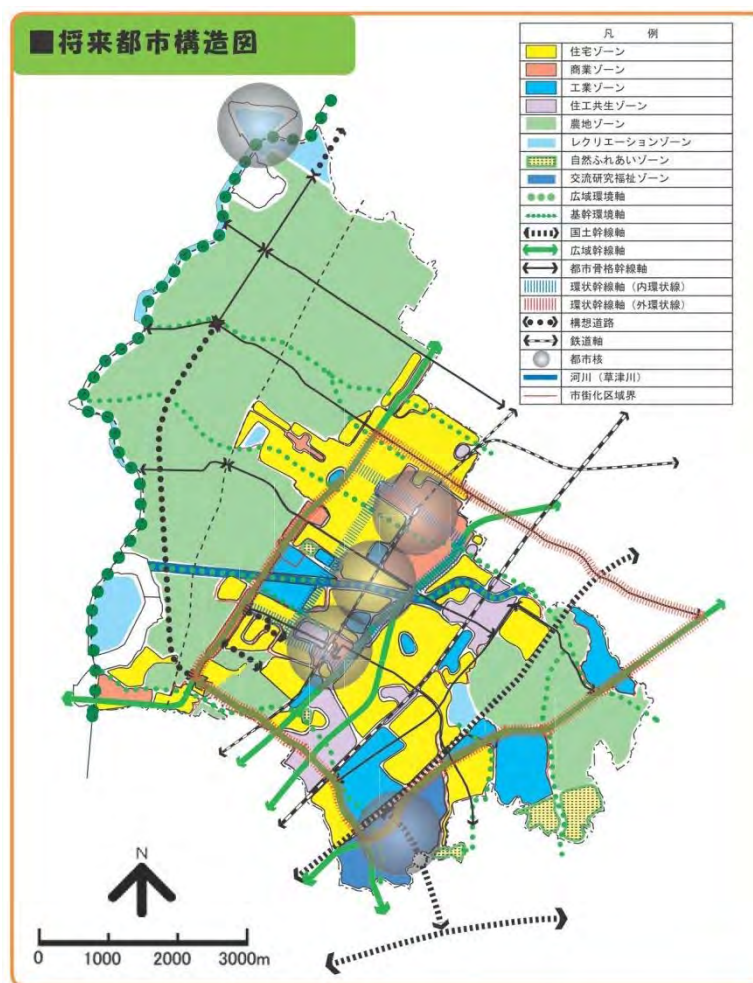 ■将来都市構造図
凡 例
住宅ゾーン
商業ゾーン
工業ゾーン
住工共生ゾーン
農地ゾーン
レクリエーションゾーン
自然ふれあいゾーン
交流研究福祉ゾーン
広域環境軸
基幹環境軸
国土幹線軸
広域幹線軸
都市骨格幹線軸
環状幹線軸（内環状線）
環状幹線軸（外環状線）
構想道路
鉄道軸
都市核
河川（草津川）
市街化区域界
N
0 1000 2000 3000m